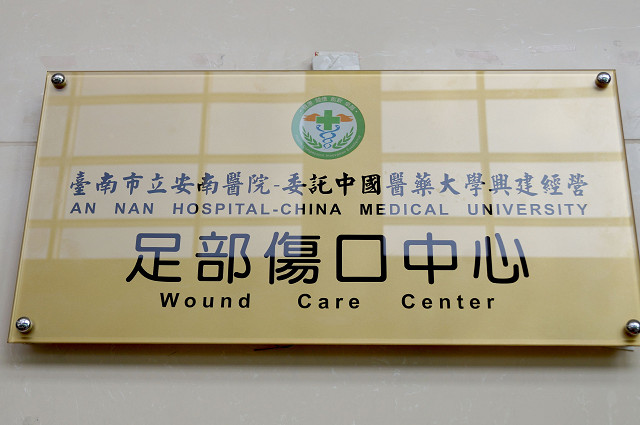 臺南市立安南醫院-委託中國醫藥大學興建經營
AN NAN HOSPITAL-CHINA MEDICAL UNIVERSITY
足部傷口中心
Wound Care Center